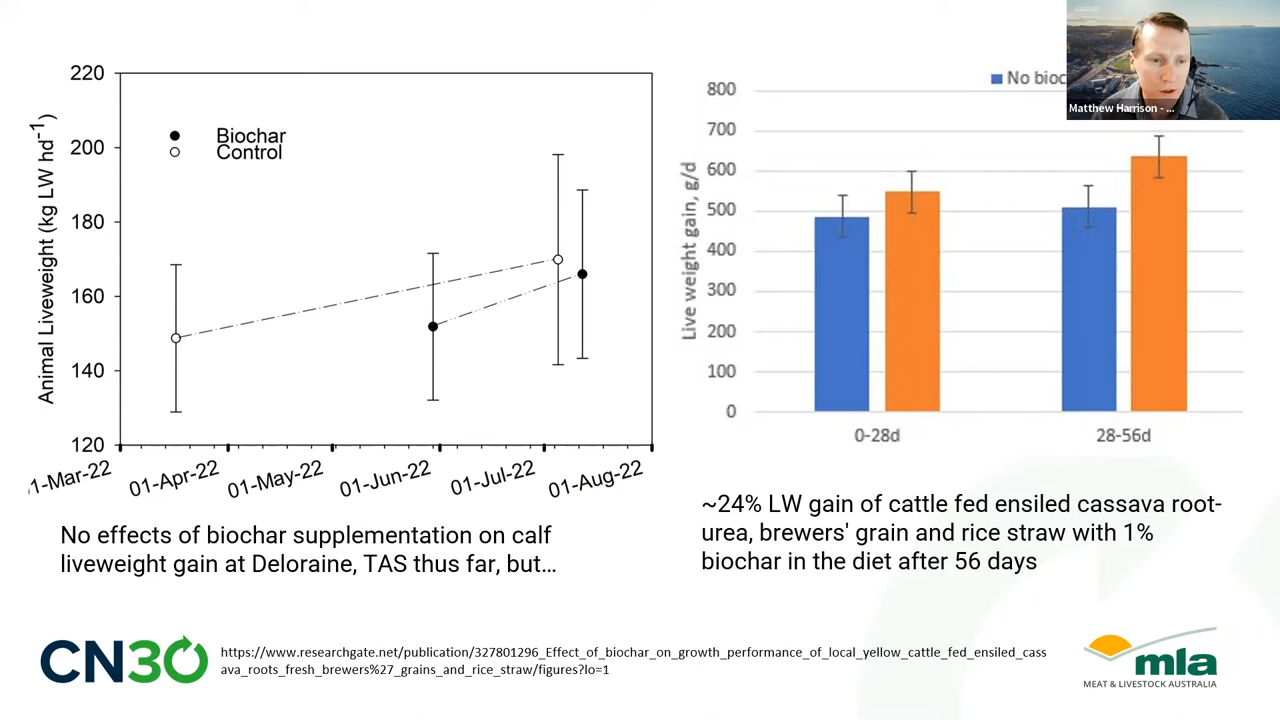 220
200
180
160
140
120
Animal Liveweight (kg LW hd-1)
Biochar
Control
1-Mar-22
01-Apr-22
01-May-22
01-Jun-22
01-Jul-22
01-Aug-22
No effects of biochar supplementation on calf
liveweight gain at Deloraine, TAS thus far, but...
No bioc
Matthew Harrison - ...
800
700
600
500
400
300
200
100
0
Live weight gain, g/d
0-28d
28-56d
~24% LW gain of cattle fed ensiled cassava root-
urea, brewers' grain and rice straw with 1%
biochar in the diet after 56 days
CN30
https://www.researchgate.net/publication/327801296_Effect_of_biochar_on_growth_performance_of_local_yellow_cattle_fed_ensiled_cass
ava_roots_fresh_brewers%27_grains_and_rice_straw/figures?lo=1
mla
MEAT & LIVESTOCK AUSTRALIA